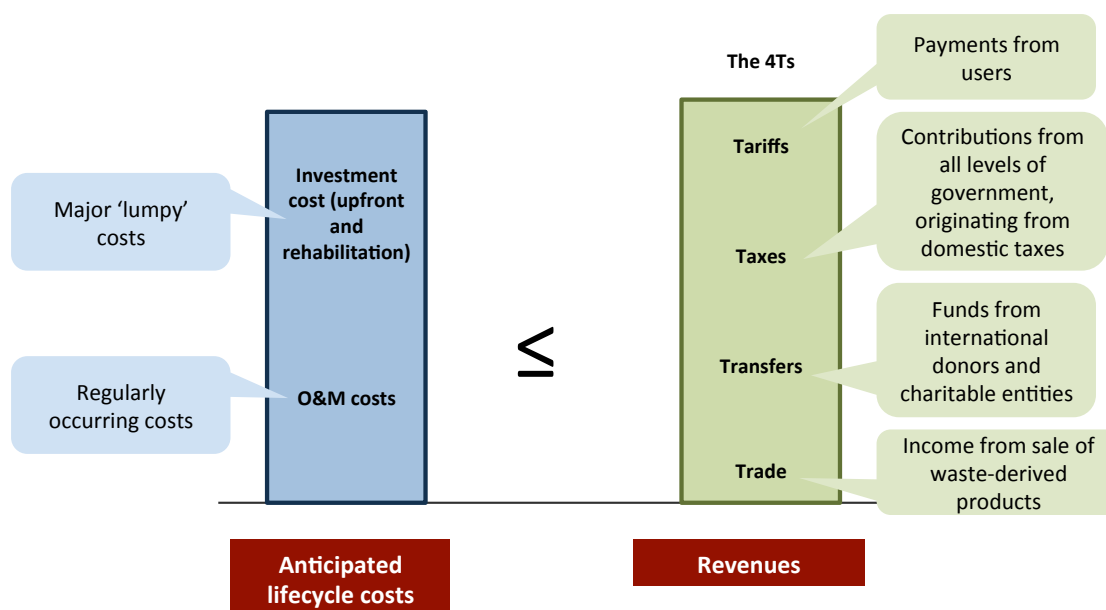 The 4Ts
Payments from
users
Tariffs
Contributions from
all levels of
government,
originating from
domestic taxes
Investment
cost (upfront
and
rehabilitation)
Major ‘lumpy’
costs
Taxes
≤
Funds from
international
donors and
charitable entities
Transfers
Regularly
occurring costs
O&M costs
Income from sale of
waste-derived
products
Trade
Anticipated
lifecycle costs
Revenues